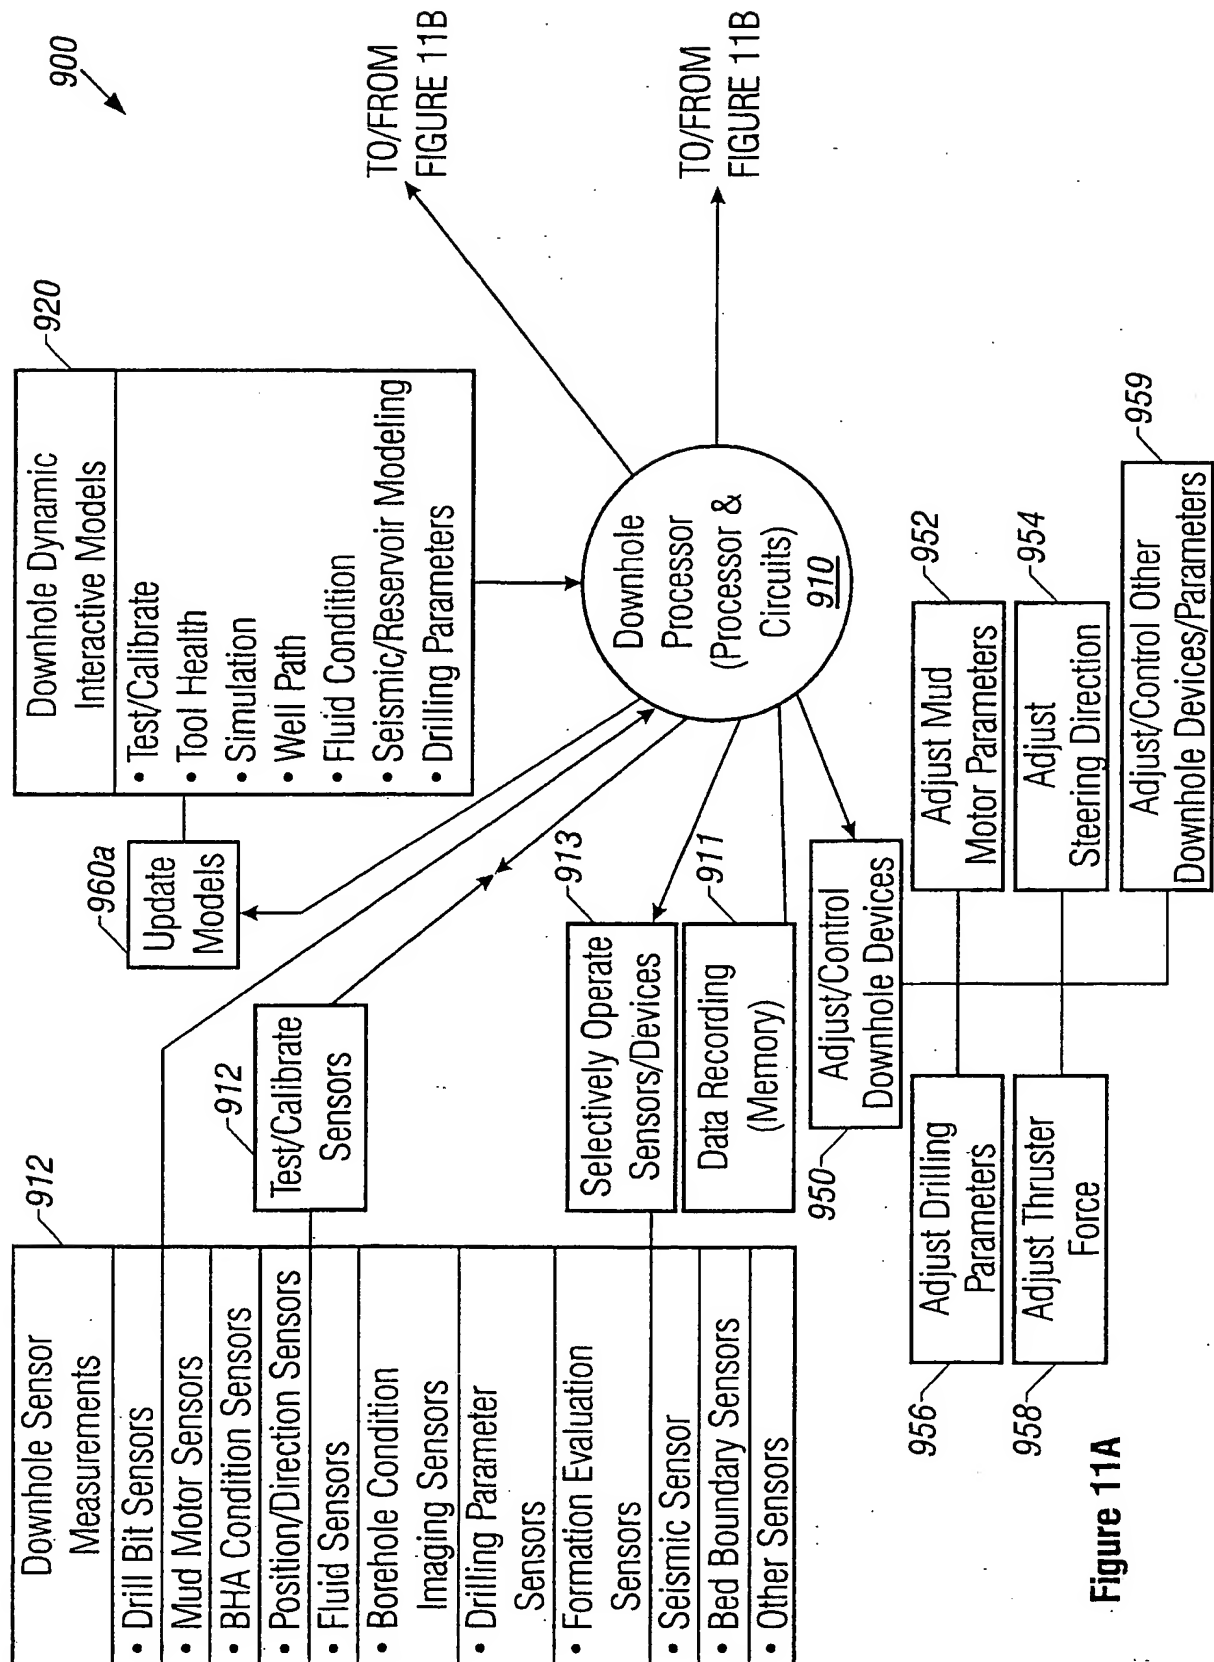 900
TO/FROM
FIGURE 11B
TO/FROM
FIGURE 11B
920
Downhole Dynamic
Interactive Models
• Test/Calibrate
• Tool Health
• Simulation
• Well Path
• Fluid Condition
• Seismic/Reservoir Modeling
• Drilling Parameters
960a
Update
Models
Downhole
Processor
(Processor &
Circuits)
910
912
Downhole Sensor
Measurements
• Drill Bit Sensors
• Mud Motor Sensors
• BHA Condition Sensors
• Position/Direction Sensors
• Fluid Sensors
• Borehole Condition
Imaging Sensors
• Drilling Parameter
Sensors
• Formation Evaluation
Sensors
• Seismic Sensor
• Bed Boundary Sensors
• Other Sensors
912
Test/Calibrate
Sensors
913
Selectively Operate
Sensors/Devices
911
Data Recording
(Memory)
950
Adjust/Control
Downhole Devices
952
Adjust Mud
Motor Parameters
954
Adjust
Steering Direction
959
Adjust/Control Other
Downhole Devices/Parameters
956
Adjust Drilling
Parameters
958
Adjust Thruster
Force
Figure 11A